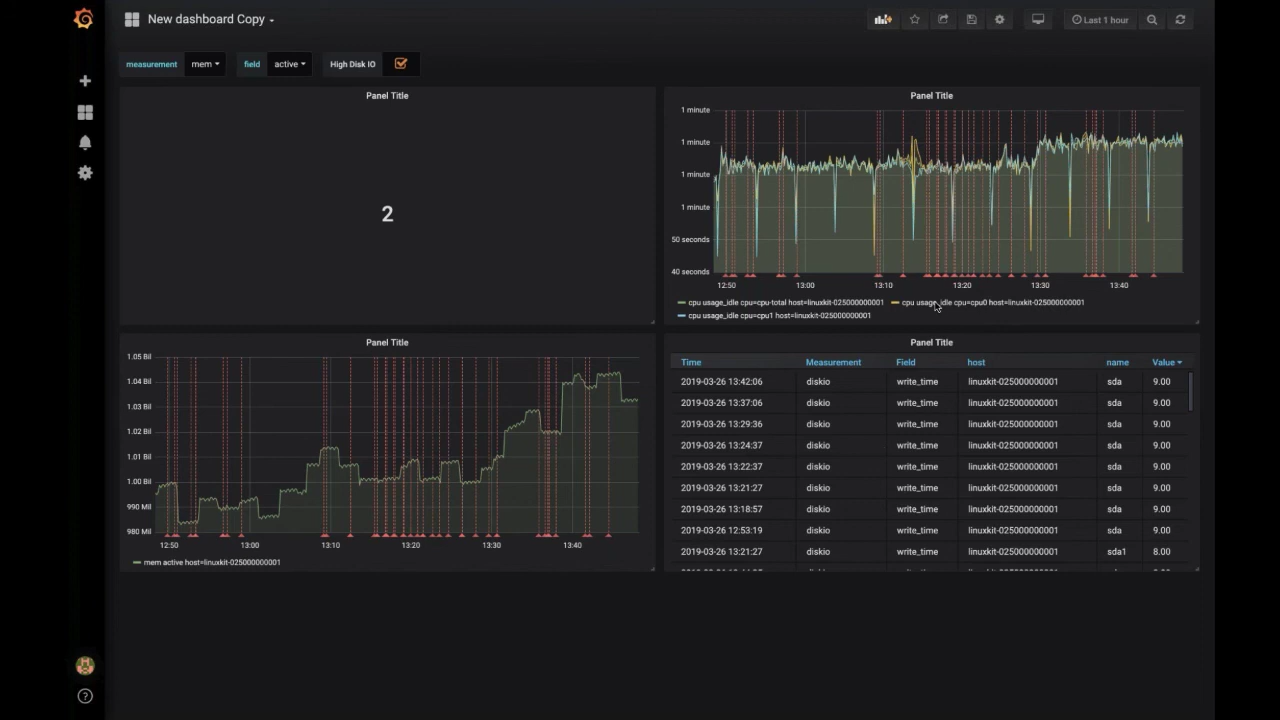 New dashboard Copy
Last 1 hour
measurement mem field active High Disk IO
Panel Title
2
Panel Title
1 minute
1 minute
1 minute
1 minute
50 seconds
40 seconds
12:50 13:00 13:10 13:20 13:30 13:40
cpu usage_idle cpu=cpu-total host=linuxkit-025000000001 cpu usage_idle cpu=cpu0 host=linuxkit-025000000001
cpu usage_idle cpu=cpu1 host=linuxkit-025000000001
Panel Title
1.05 Bil
1.04 Bil
1.03 Bil
1.02 Bil
1.01 Bil
1.00 Bil
990 Mil
980 Mil
12:50 13:00 13:10 13:20 13:30 13:40
mem active host=linuxkit-025000000001
Panel Title
Time Measurement Field host name Value
2019-03-26 13:42:06 diskio write_time linuxkit-025000000001 sda 9.00
2019-03-26 13:37:06 diskio write_time linuxkit-025000000001 sda 9.00
2019-03-26 13:29:36 diskio write_time linuxkit-025000000001 sda 9.00
2019-03-26 13:24:37 diskio write_time linuxkit-025000000001 sda 9.00
2019-03-26 13:22:37 diskio write_time linuxkit-025000000001 sda 9.00
2019-03-26 13:21:27 diskio write_time linuxkit-025000000001 sda 9.00
2019-03-26 13:18:57 diskio write_time linuxkit-025000000001 sda 9.00
2019-03-26 12:53:19 diskio write_time linuxkit-025000000001 sda 9.00
2019-03-26 13:21:27 diskio write_time linuxkit-025000000001 sda1 8.00